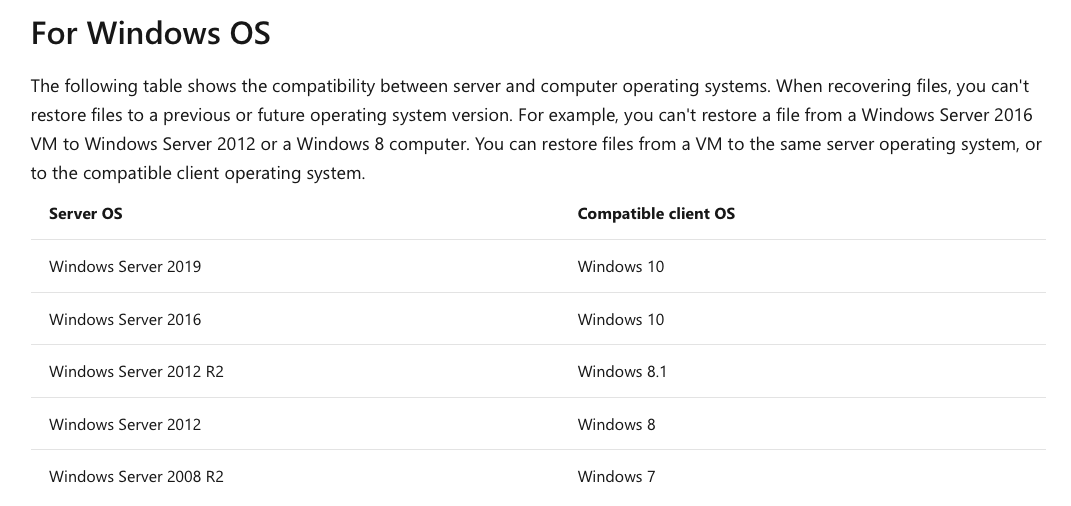 For Windows OS
The following table shows the compatibility between server and computer operating systems. When recovering files, you can't
restore files to a previous or future operating system version. For example, you can't restore a file from a Windows Server 2016
VM to Windows Server 2012 or a Windows 8 computer. You can restore files from a VM to the same server operating system, or
to the compatible client operating system.
Server OS Compatible client OS
Windows Server 2019 Windows 10
Windows Server 2016 Windows 10
Windows Server 2012 R2 Windows 8.1
Windows Server 2012 Windows 8
Windows Server 2008 R2 Windows 7